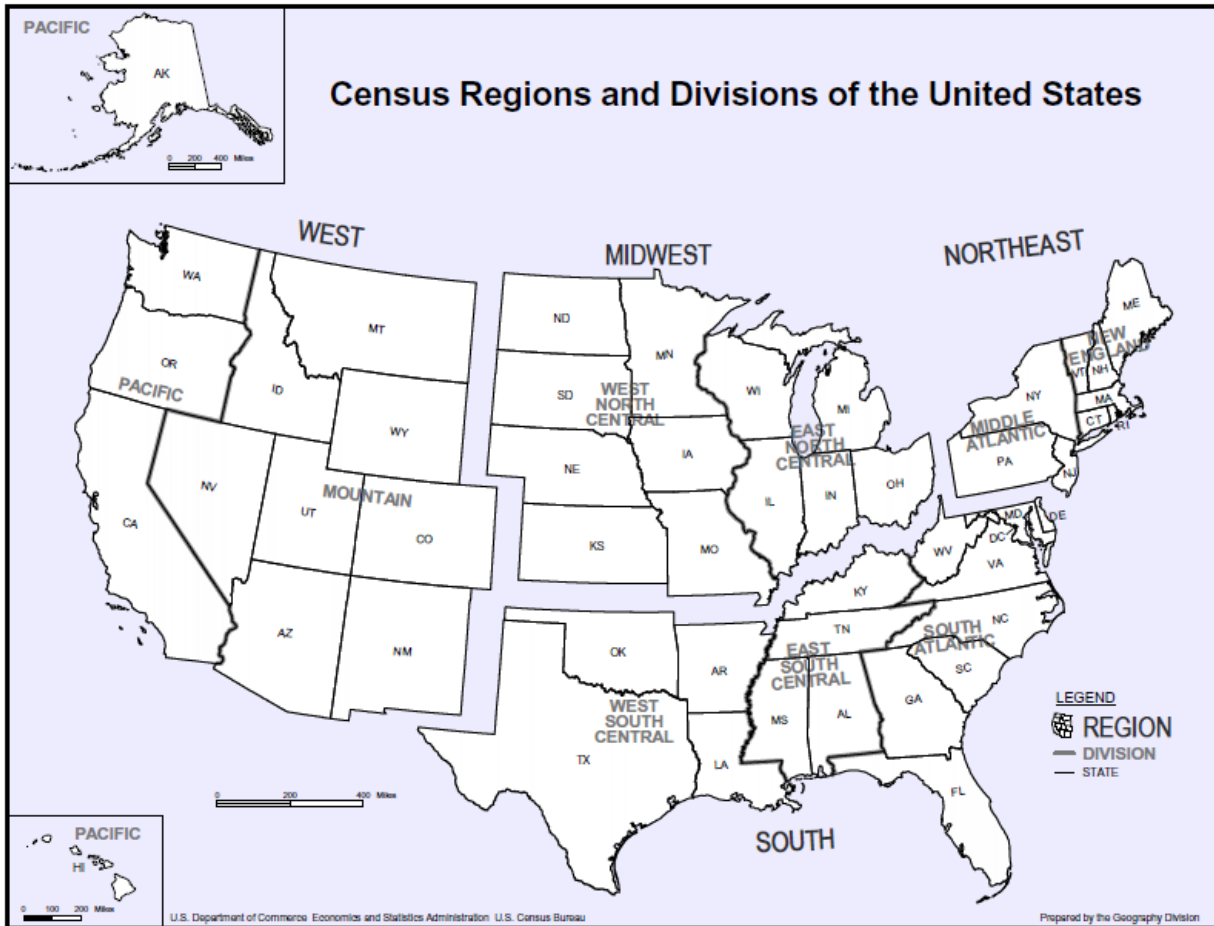 PACIFIC
AK
0 200 400 Miles
Census Regions and Divisions of the United States
WEST
MIDWEST
NORTHEAST
WA
MT
OR
ID
PACIFIC
WY
NV
MOUNTAIN
UT
CO
CA
AZ
NM
ND
MN
SD
WEST
NORTH
CENTRAL
NE
IA
KS
MO
WI
MI
EAST
NORTH
CENTRAL
IL
IN
OH
ME
NEW
ENGLAND
VT
NH
NY
MA
CT
RI
MIDDLE
ATLANTIC
PA
NJ
MD
DE
DC
WV
VA
KY
TN
NC
SOUTH
ATLANTIC
EAST
SOUTH
CENTRAL
SC
OK
AR
MS
AL
GA
WEST
SOUTH
CENTRAL
TX
LA
FL
SOUTH
LEGEND
REGION
DIVISION
STATE
0 200 400 Miles
PACIFIC
HI
0 100 200 Miles
U.S. Department of Commerce Economics and Statistics Administration U.S. Census Bureau
Prepared by the Geography Division